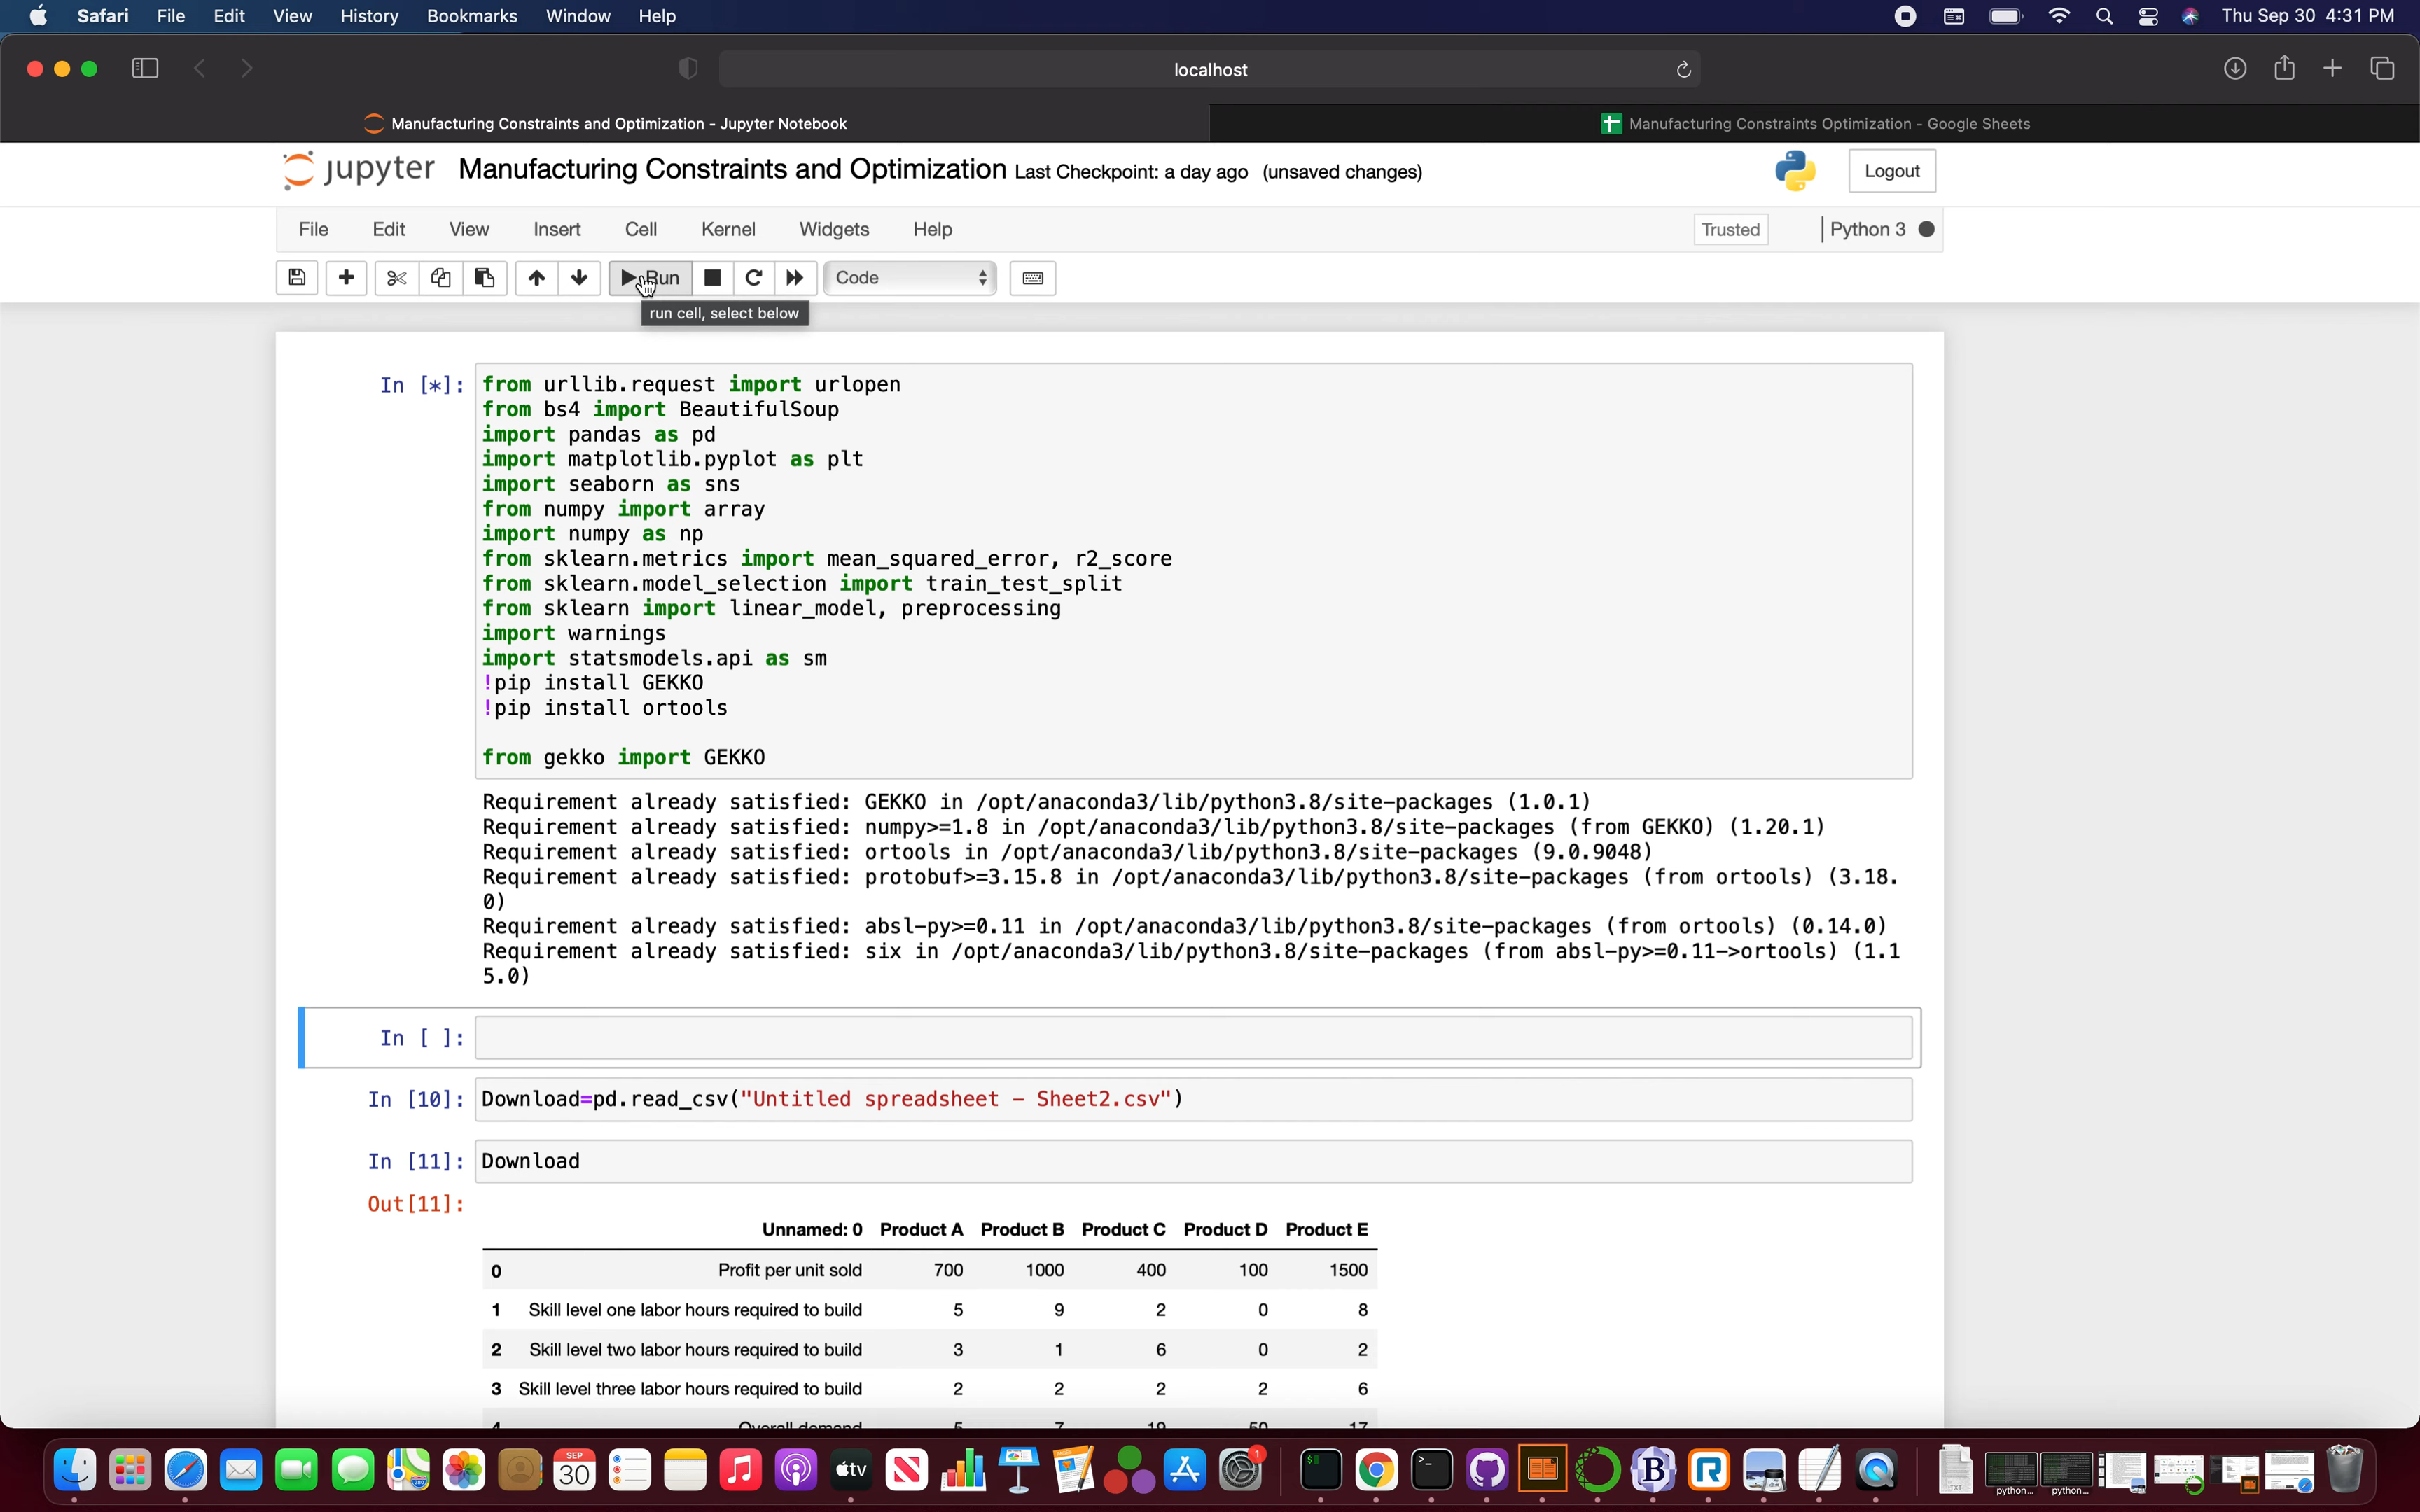 Safari File Edit View History Bookmarks Window Help Thu Sep 30 4:31 PM
localhost
Manufacturing Constraints and Optimization - Jupyter Notebook Manufacturing Constraints Optimization - Google Sheets
jupyter Manufacturing Constraints and Optimization Last Checkpoint: a day ago (unsaved changes) Logout
File Edit View Insert Cell Kernel Widgets Help Trusted Python 3
Run Code
run cell, select below
In [*]: from urllib.request import urlopen
from bs4 import BeautifulSoup
import pandas as pd
import matplotlib.pyplot as plt
import seaborn as sns
from numpy import array
import numpy as np
from sklearn.metrics import mean_squared_error, r2_score
from sklearn.model_selection import train_test_split
from sklearn import linear_model, preprocessing
import warnings
import statsmodels.api as sm
!pip install GEKKO
!pip install ortools
from gekko import GEKKO
Requirement already satisfied: GEKKO in /opt/anaconda3/lib/python3.8/site-packages (1.0.1)
Requirement already satisfied: numpy>=1.8 in /opt/anaconda3/lib/python3.8/site-packages (from GEKKO) (1.20.1)
Requirement already satisfied: ortools in /opt/anaconda3/lib/python3.8/site-packages (9.0.9048)
Requirement already satisfied: protobuf>=3.15.8 in /opt/anaconda3/lib/python3.8/site-packages (from ortools) (3.18.
0)
Requirement already satisfied: absl-py>=0.11 in /opt/anaconda3/lib/python3.8/site-packages (from ortools) (0.14.0)
Requirement already satisfied: six in /opt/anaconda3/lib/python3.8/site-packages (from absl-py>=0.11->ortools) (1.1
5.0)
In [ ]:
In [10]: Download=pd.read_csv("Untitled spreadsheet - Sheet2.csv")
In [11]: Download
Out[11]:
Unnamed: 0 Product A Product B Product C Product D Product E
0 Profit per unit sold 700 1000 400 100 1500
1 Skill level one labor hours required to build 5 9 2 0 8
2 Skill level two labor hours required to build 3 1 6 0 2
3 Skill level three labor hours required to build 2 2 2 2 6
4 Overall demand 5 7 19 50 17
SEP
30
tv
1
python... python...